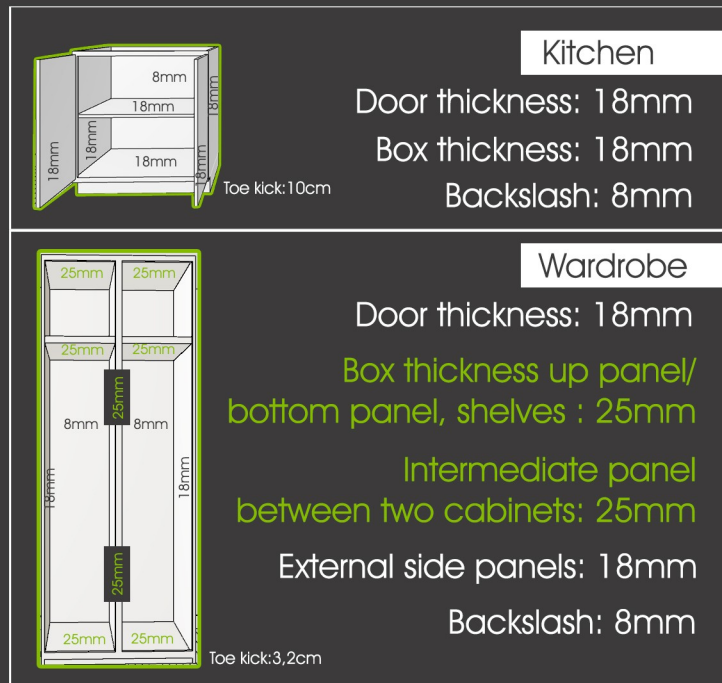 Kitchen
8mm
18mm
18mm
18mm
18mm
18mm
18mm
Toe kick:10cm
Door thickness: 18mm
Box thickness: 18mm
Backslash: 8mm
Wardrobe
25mm 25mm
25mm 25mm
25mm
8mm 8mm
18mm
18mm
25mm
25mm 25mm
Toe kick:3,2cm
Door thickness: 18mm
Box thickness up panel/
bottom panel, shelves : 25mm
Intermediate panel
between two cabinets: 25mm
External side panels: 18mm
Backslash: 8mm